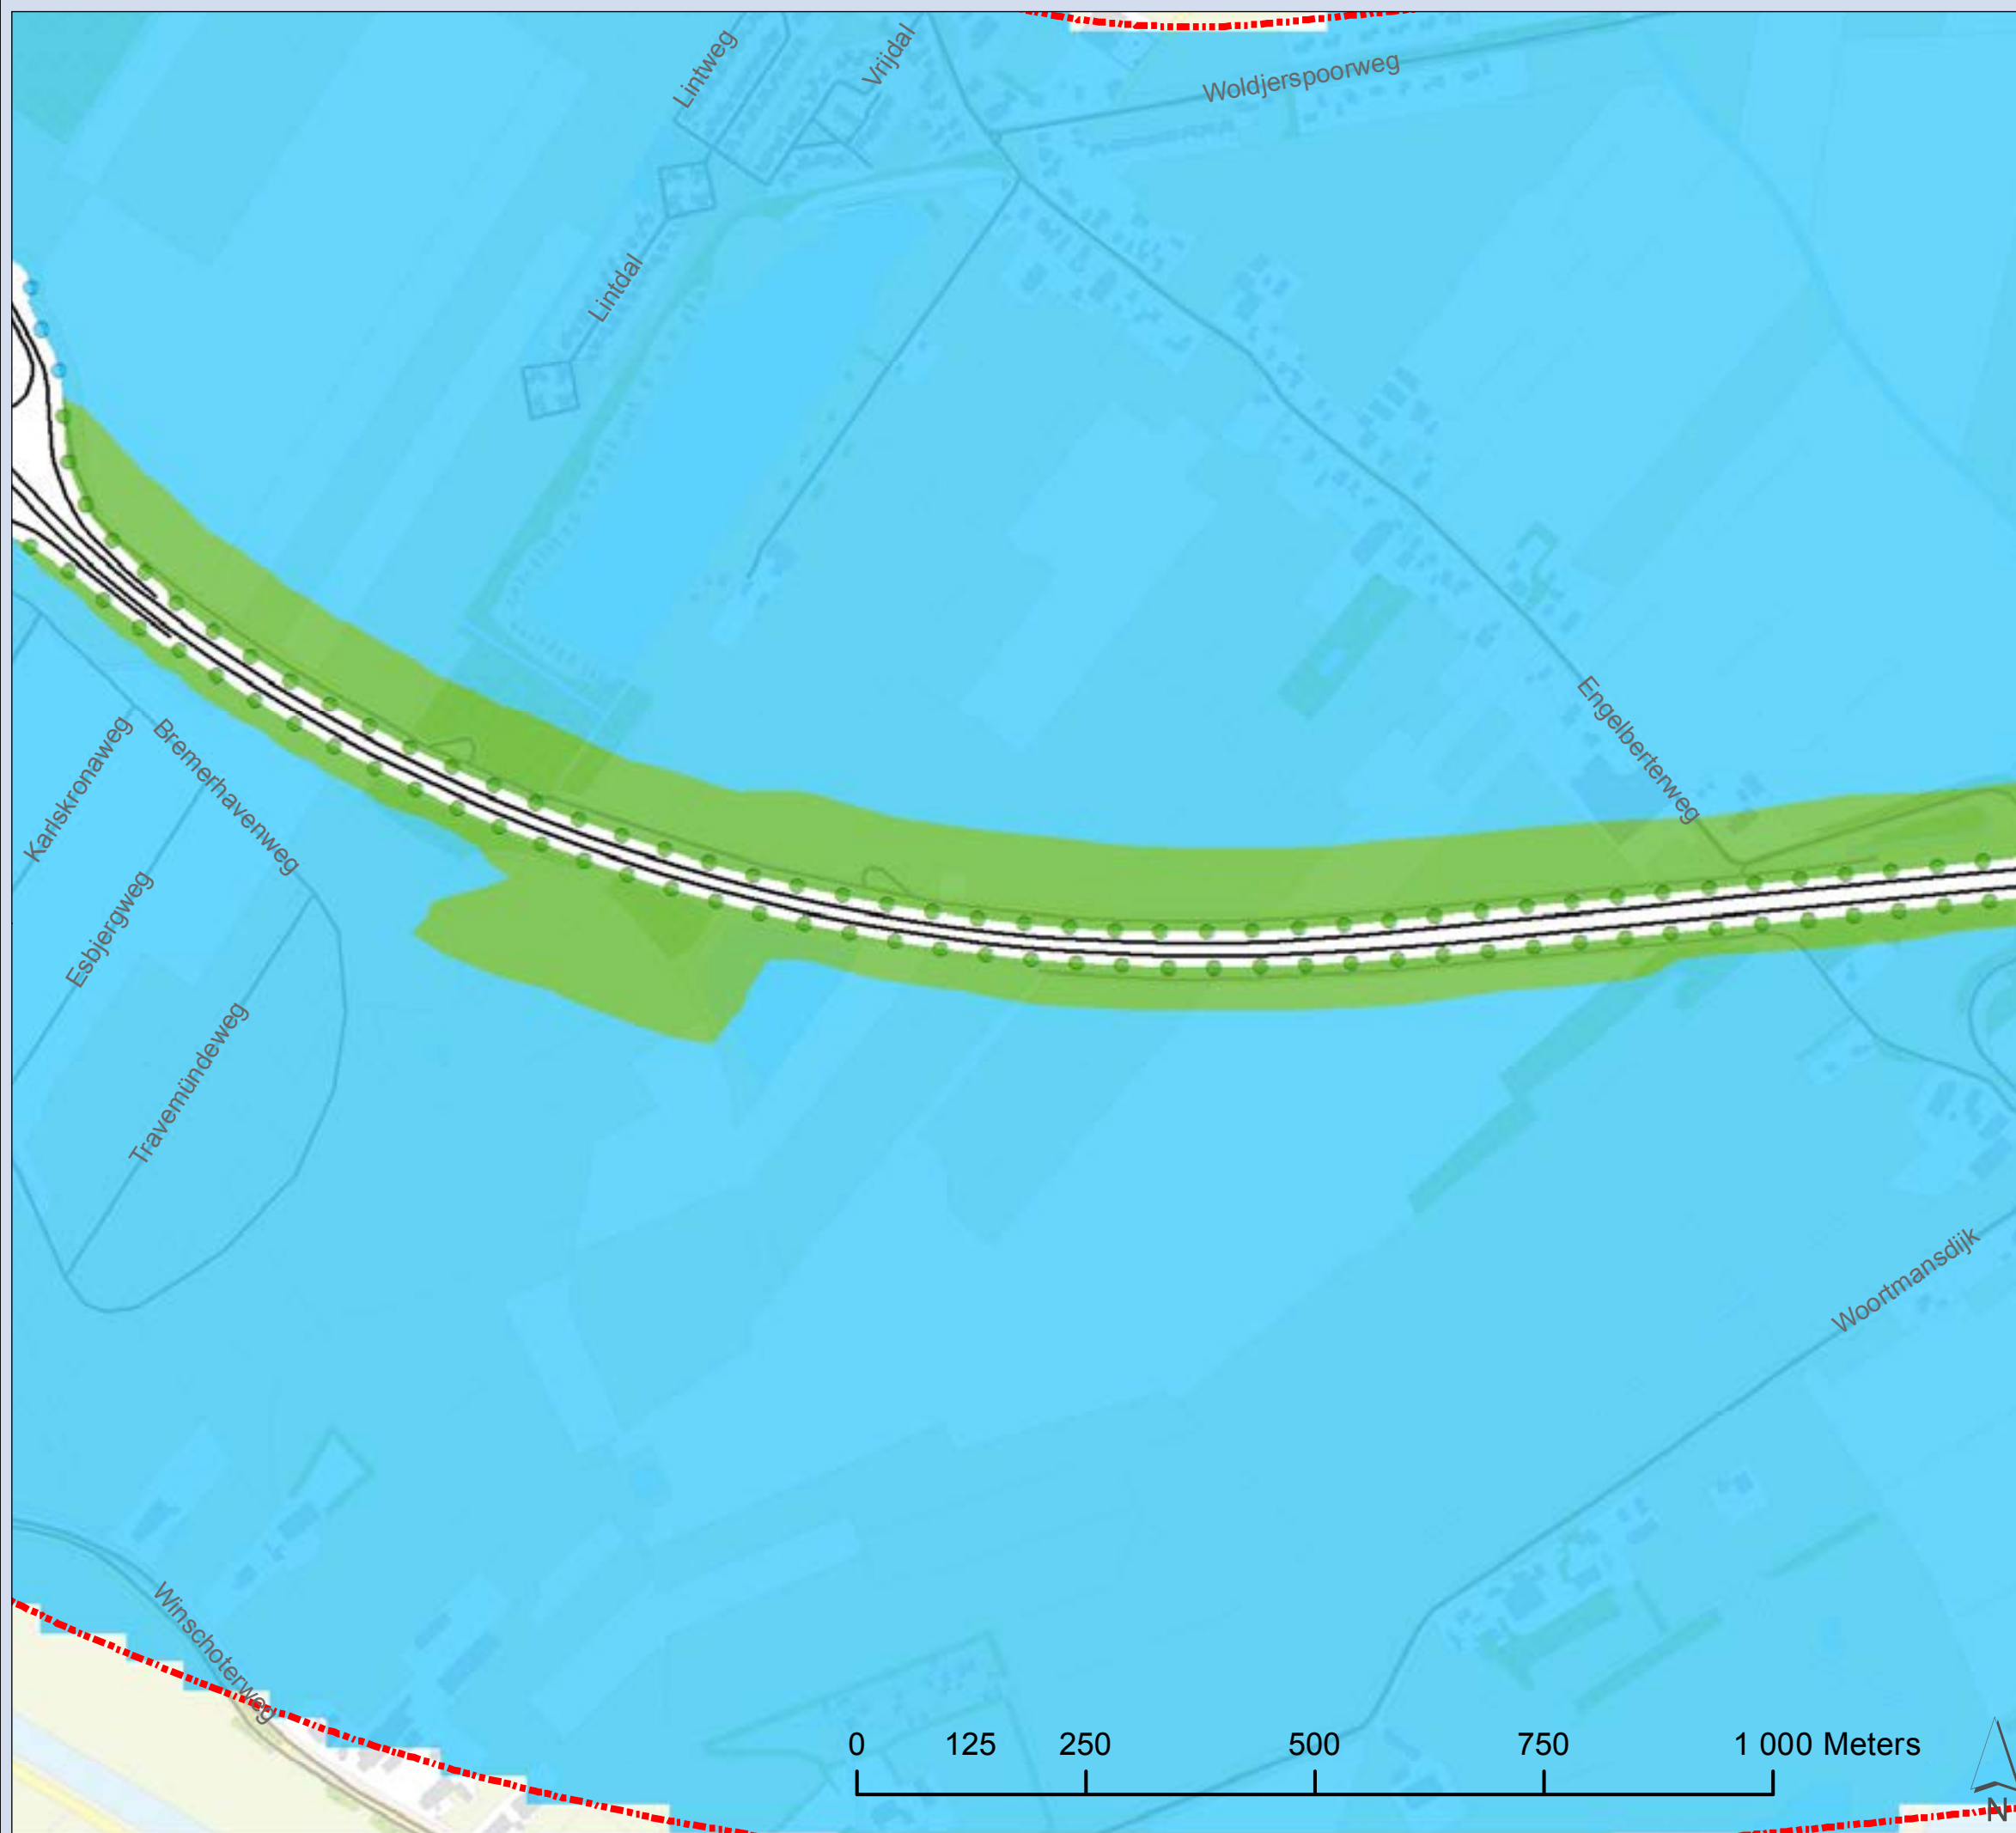 Lintweg
Vrijdal
Woldjerspoorweg
Lintdal
Engelberterweg
Karlskronaweg
Bremerhavenweg
Esbjergweg
Travemündeweg
Woortmansdijk
Winschoterweg
0 125 250 500 750 1 000 Meters
N